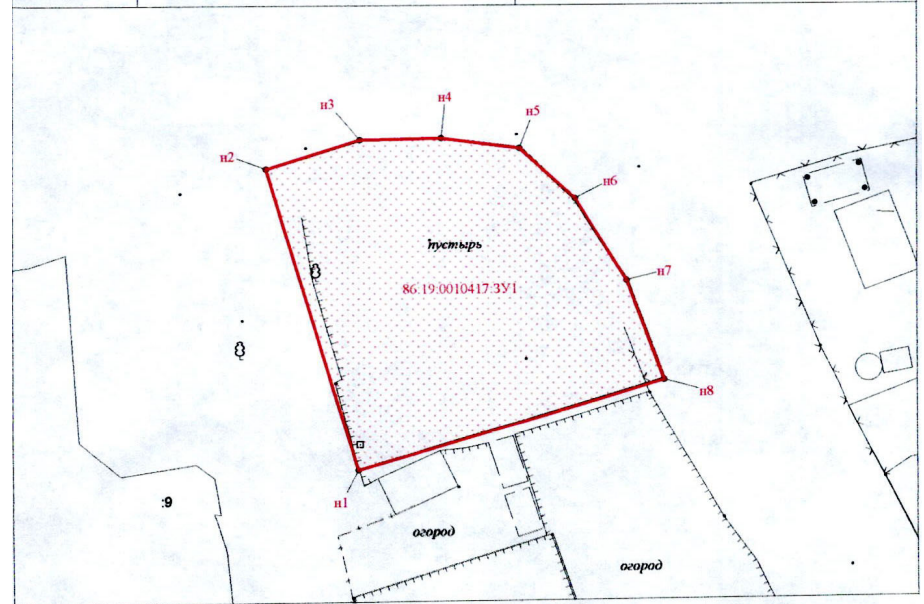 н3
н4
н5
н2
н6
пустырь
н7
86:19:0010417:ЗУ1
н8
н1
:9
огород
огород